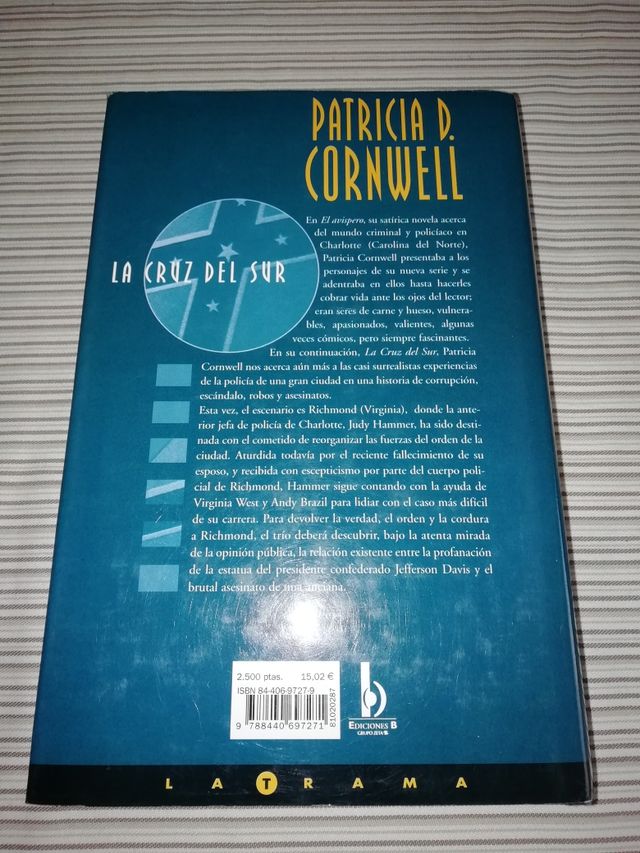 PATRICIA D.
CORNWELL
LA CRUZ DEL SUR
En El avispero, su satírica novela acerca
del mundo criminal y policíaco en
Charlotte (Carolina del Norte),
Patricia Cornwell presentaba a los
personajes de su nueva serie y se
adentraba en ellos hasta hacerles
cobrar vida ante los ojos del lector;
eran seres de carne y hueso, vulnera-
bles, apasionados, valientes, algunas
veces cómicos, pero siempre fascinantes.
En su continuación, La Cruz del Sur, Patricia
Cornwell nos acerca aún más a las casi surrealistas experiencias
de la policía de una gran ciudad en una historia de corrupción,
escándalo, robos y asesinatos.
Esta vez, el escenario es Richmond (Virginia), donde la ante-
rior jefa de policía de Charlotte, Judy Hammer, ha sido desti-
nada con el cometido de reorganizar las fuerzas del orden de la
ciudad. Aturdida todavía por el reciente fallecimiento de su
esposo, y recibida con escepticismo por parte del cuerpo poli-
cial de Richmond, Hammer sigue contando con la ayuda de
Virginia West y Andy Brazil para lidiar con el caso más difícil
de su carrera. Para devolver la verdad, el orden y la cordura
a Richmond, el trío deberá descubrir, bajo la atenta mirada
de la opinión pública, la relación existente entre la profanación
de la estatua del presidente confederado Jefferson Davis y el
brutal asesinato de una anciana.
2.500 ptas. 15,02 €
ISBN 84-406-9727-9
9 788440 697271
81020287
b
EDICIONES B
GRUPO ZETA
LA TRAMA